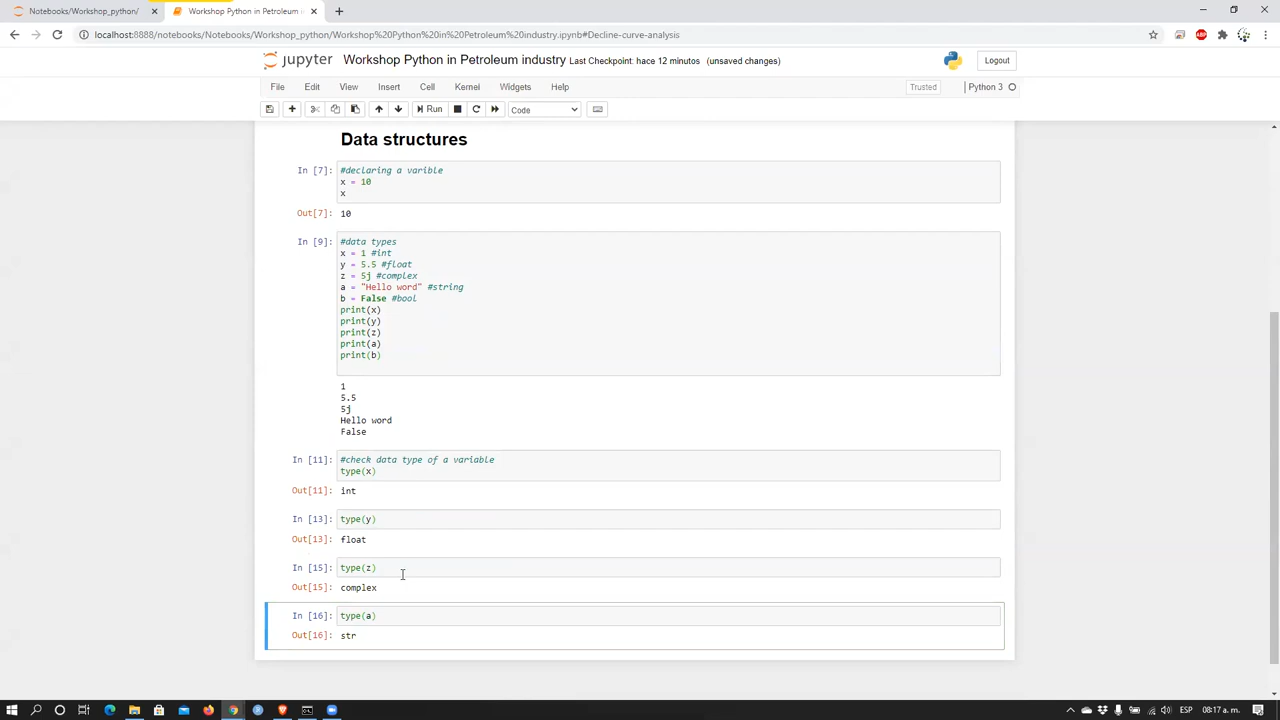 Notebooks/Workshop_python/
Workshop Python in Petroleum in
localhost:8888/notebooks/Notebooks/Workshop_python/Workshop%20Python%20in%20Petroleum%20industry.ipynb#Decline-curve-analysis
ABP
jupyter Workshop Python in Petroleum industry Last Checkpoint: hace 12 minutos (unsaved changes)
Logout
File Edit View Insert Cell Kernel Widgets Help
Trusted
Python 3
Run
Code
Data structures
In [7]: #declaring a varible
x = 10
x
Out[7]: 10
In [9]: #data types
x = 1 #int
y = 5.5 #float
z = 5j #complex
a = "Hello word" #string
b = False #bool
print(x)
print(y)
print(z)
print(a)
print(b)
1
5.5
5j
Hello word
False
In [11]: #check data type of a variable
type(x)
Out[11]: int
In [13]: type(y)
Out[13]: float
In [15]: type(z)
Out[15]: complex
In [16]: type(a)
Out[16]: str
ESP 08:17 a. m.